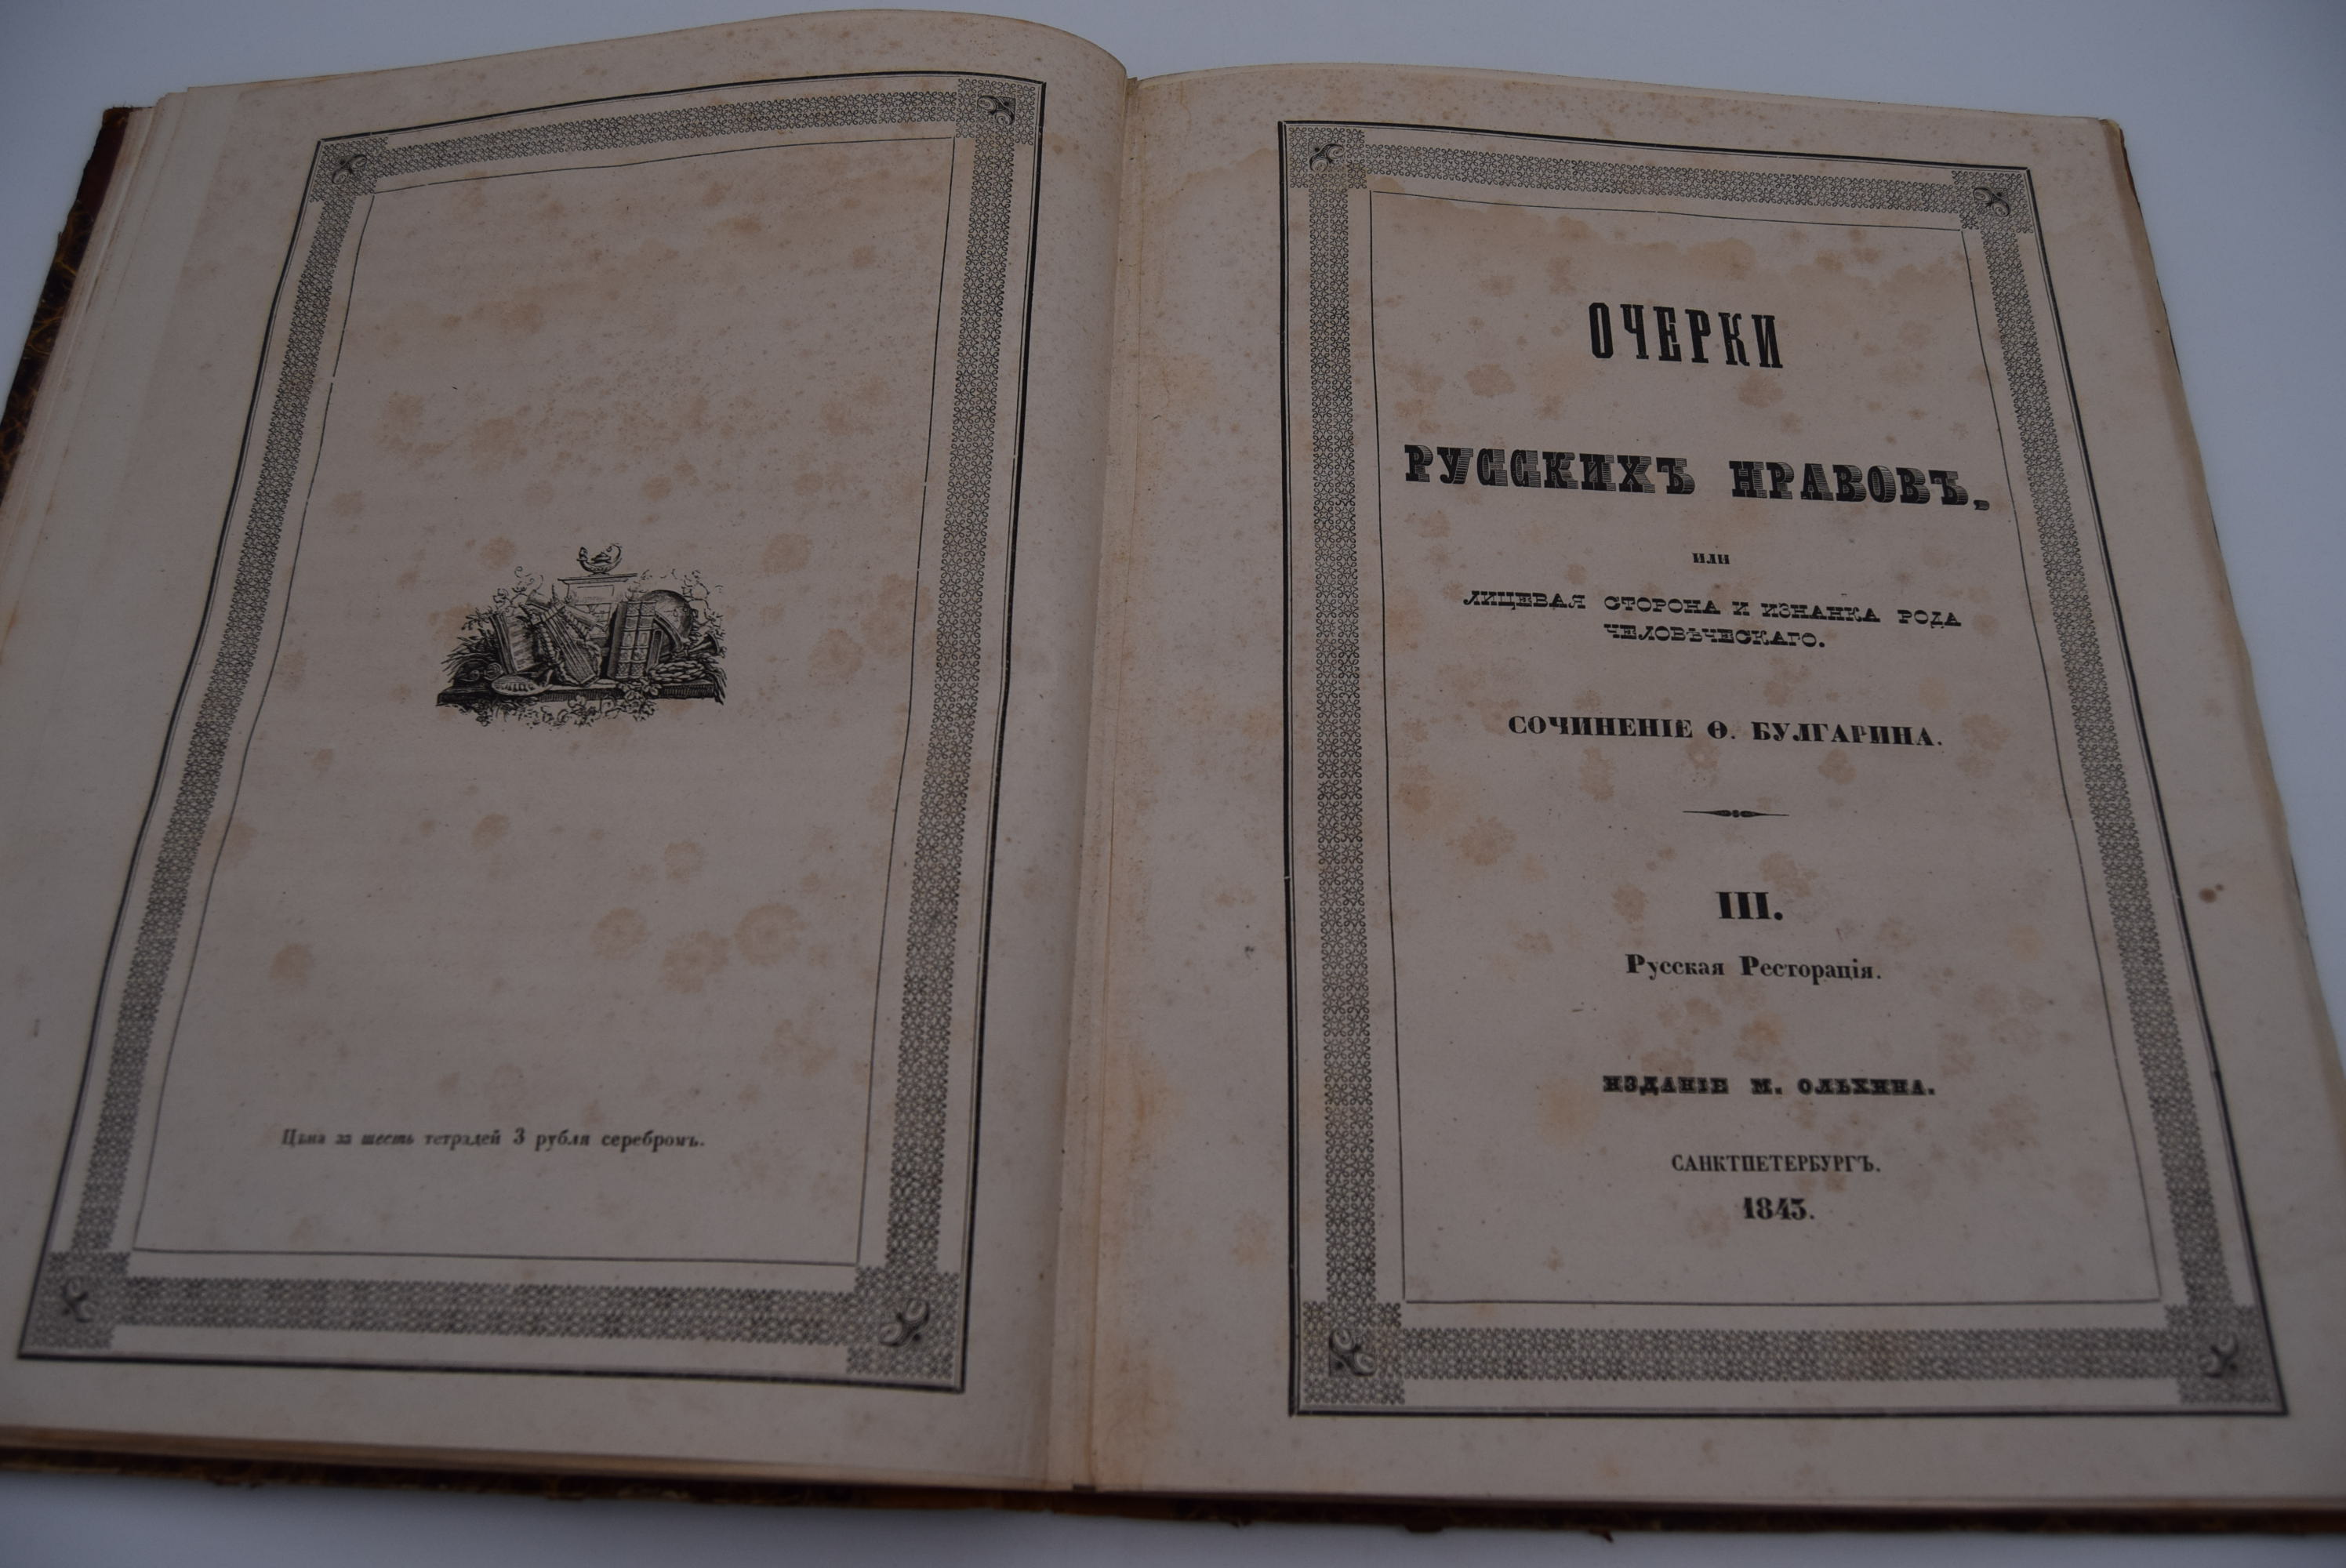 Цѣна за шесть тетрадей 3 рубля серебромъ.
ОЧЕРКИ
РУССКИХЪ НРАВОВЪ,
ИЛИ
ЛИЦЕВАЯ СТОРОНА И ИЗНАНКА РОДА
ЧЕЛОВѢЧЕСКАГО.
СОЧИНЕНІЕ Ѳ. БУЛГАРИНА.
III.
Русская Ресторація.
ИЗДАНІЕ М. ОЛЬХИНА.
САНКТПЕТЕРБУРГЪ.
1843.